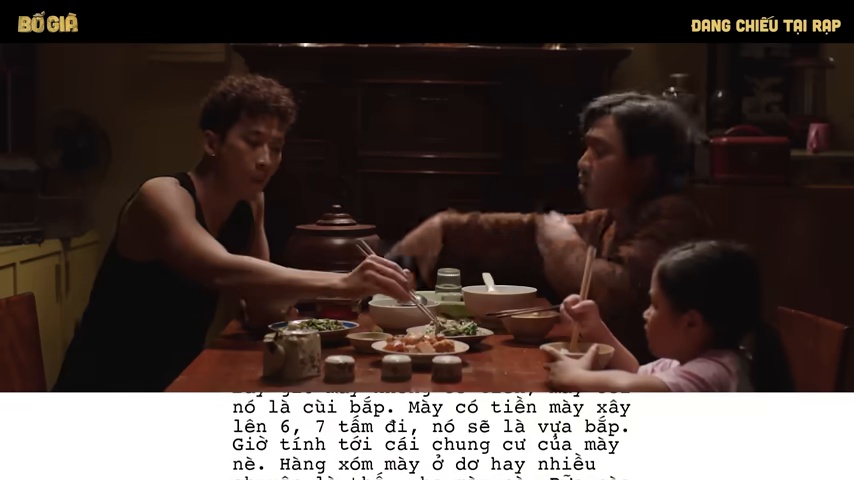 BỐ GIÀ
ĐANG CHIẾU TẠI RẠP
nó là cùi bắp. Mày có tiền mày xây
lên 6, 7 tấm đi, nó sẽ là vựa bắp.
Giờ tính tới cái chung cư của mày
nè. Hàng xóm mày ở dơ hay nhiều